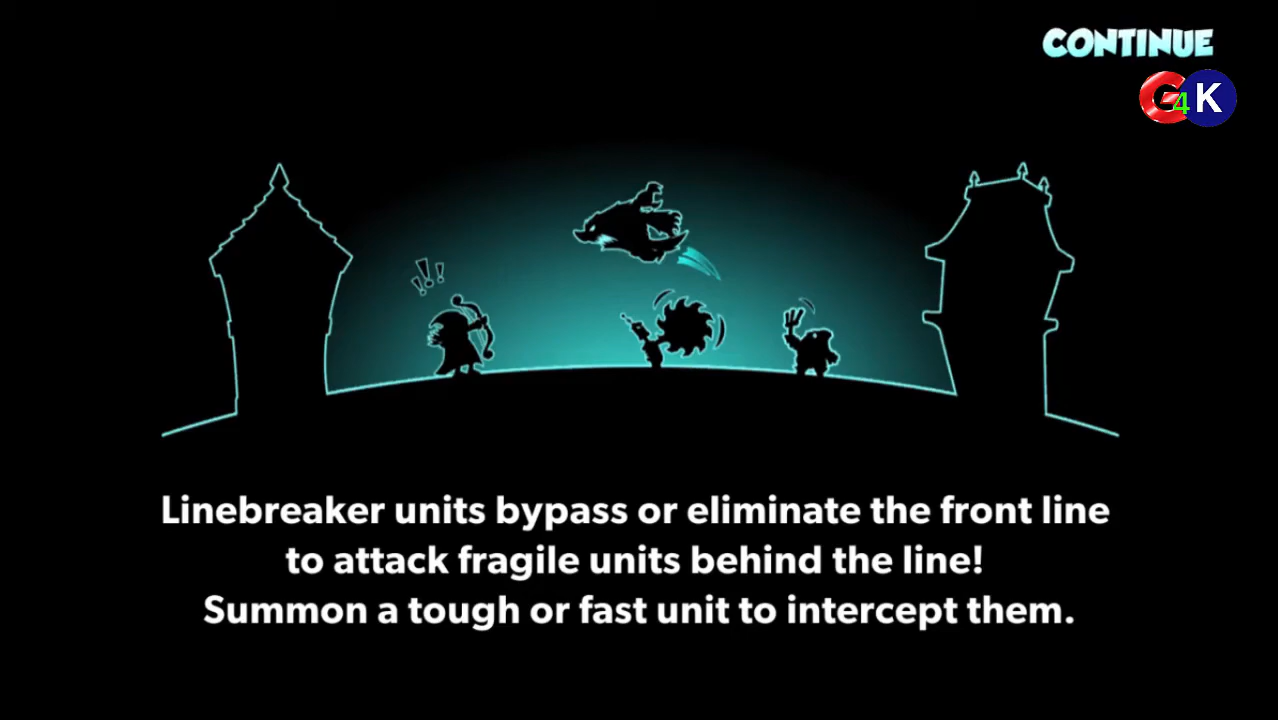 CONTINUE
G4K
!!!
Linebreaker units bypass or eliminate the front line
to attack fragile units behind the line!
Summon a tough or fast unit to intercept them.